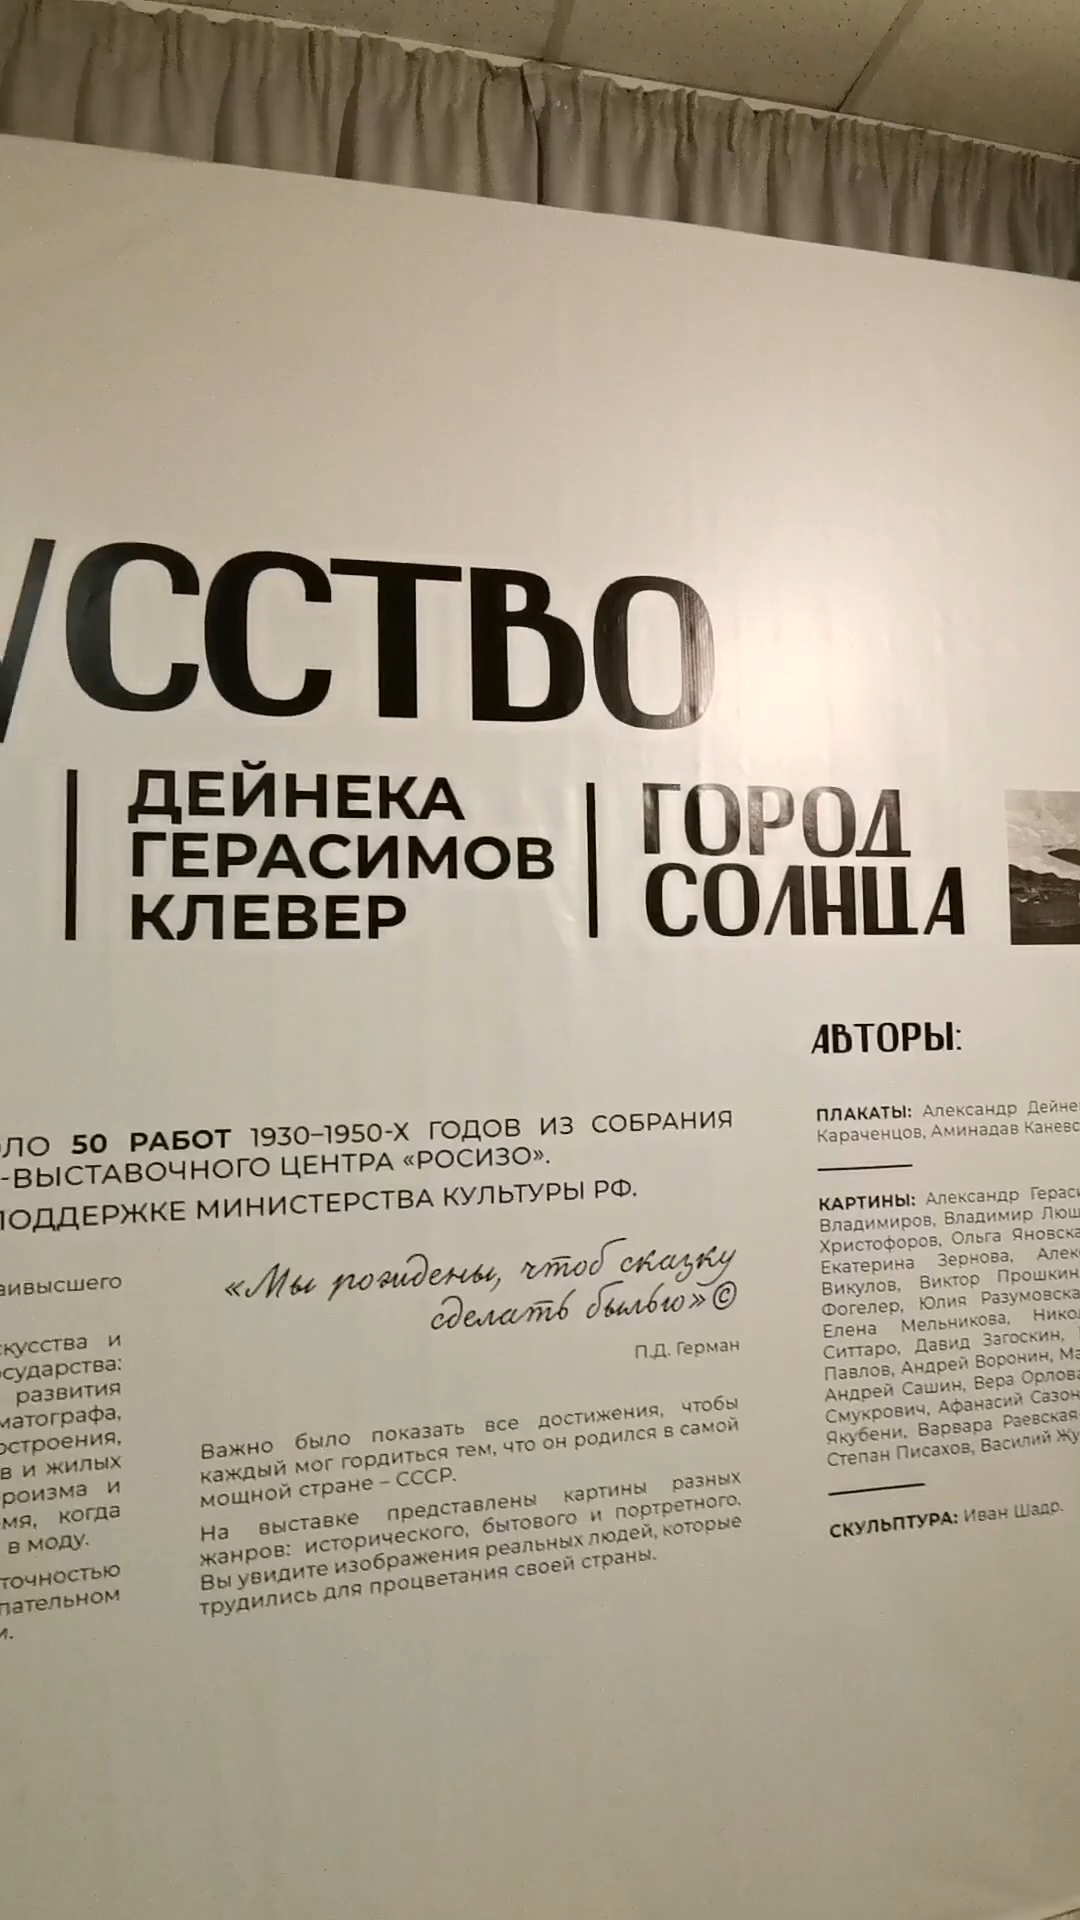 УССТВО
ДЕЙНЕКА
ГЕРАСИМОВ
КЛЕВЕР
ГОРОД
СОЛНЦА
ОЛО 50 РАБОТ 1930–1950-Х ГОДОВ ИЗ СОБРАНИЯ
-ВЫСТАВОЧНОГО ЦЕНТРА «РОСИЗО».
ПОДДЕРЖКЕ МИНИСТЕРСТВА КУЛЬТУРЫ РФ.
аивысшего
скусства и
осударства:
развития
матографа,
остроения,
в и жилых
роизма и
мя, когда
в моду.
точностью
пательном
и.
«Мы рождены, чтоб сказку
сделать былью»©
П.Д. Герман
Важно было показать все достижения, чтобы
каждый мог гордиться тем, что он родился в самой
мощной стране – СССР.
На выставке представлены картины разных
жанров: исторического, бытового и портретного.
Вы увидите изображения реальных людей, которые
трудились для процветания своей страны.
АВТОРЫ:
ПЛАКАТЫ: Александр Дейне
Караченцов, Аминадав Каневс
КАРТИНЫ: Александр Гераси
Владимиров, Владимир Люш
Христофоров, Ольга Яновска
Екатерина Зернова, Алекс
Викулов, Виктор Прошкин
Фогелер, Юлия Разумовска
Елена Мельникова, Никол
Ситтаро, Давид Загоскин,
Павлов, Андрей Воронин, Ма
Андрей Сашин, Вера Орлова
Смукрович, Афанасий Сазон
Якубени, Варвара Раевская
Степан Писахов, Василий Жу
СКУЛЬПТУРА: Иван Шадр.